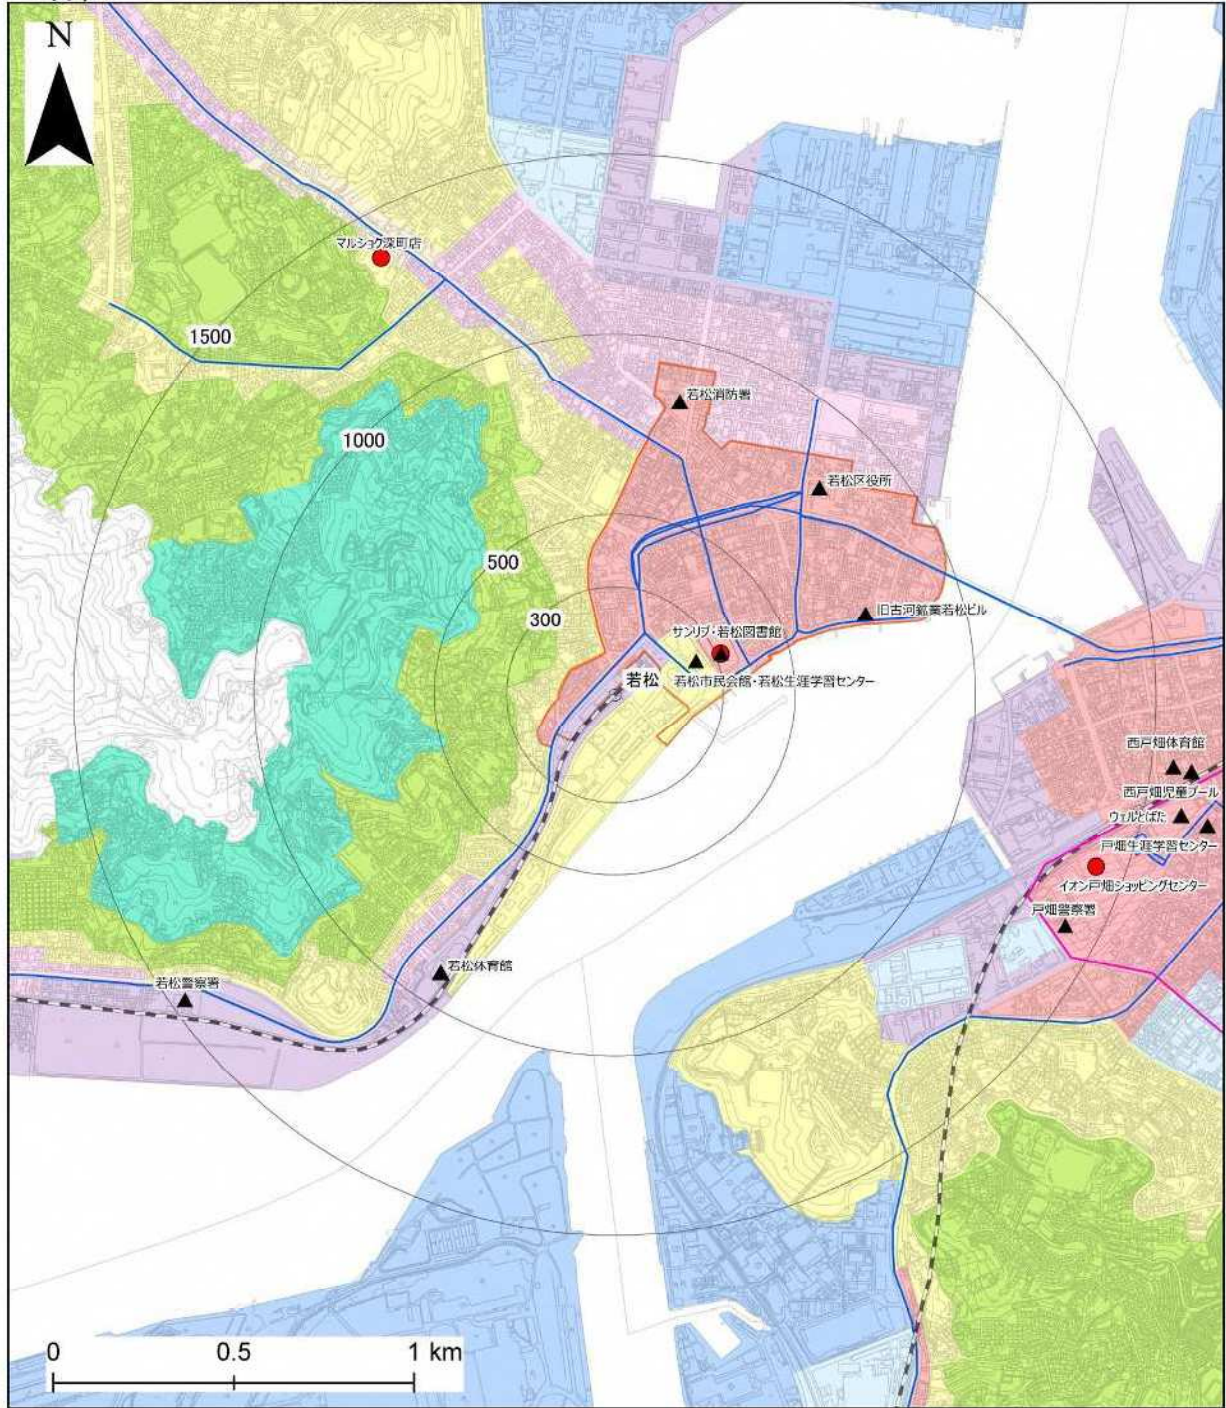 N
マルショク深町店
1500
若松消防署
1000
若松区役所
500
旧古河鉱業若松ビル
300
サンリブ・若松図書館
若松
若松市民会館・若松生涯学習センター
西戸畑体育館
西戸畑児童プール
ウェルとばた
戸畑生涯学習センター
イオン戸畑ショッピングセンター
戸畑警察署
若松体育館
若松警察署
0 0.5 1 km